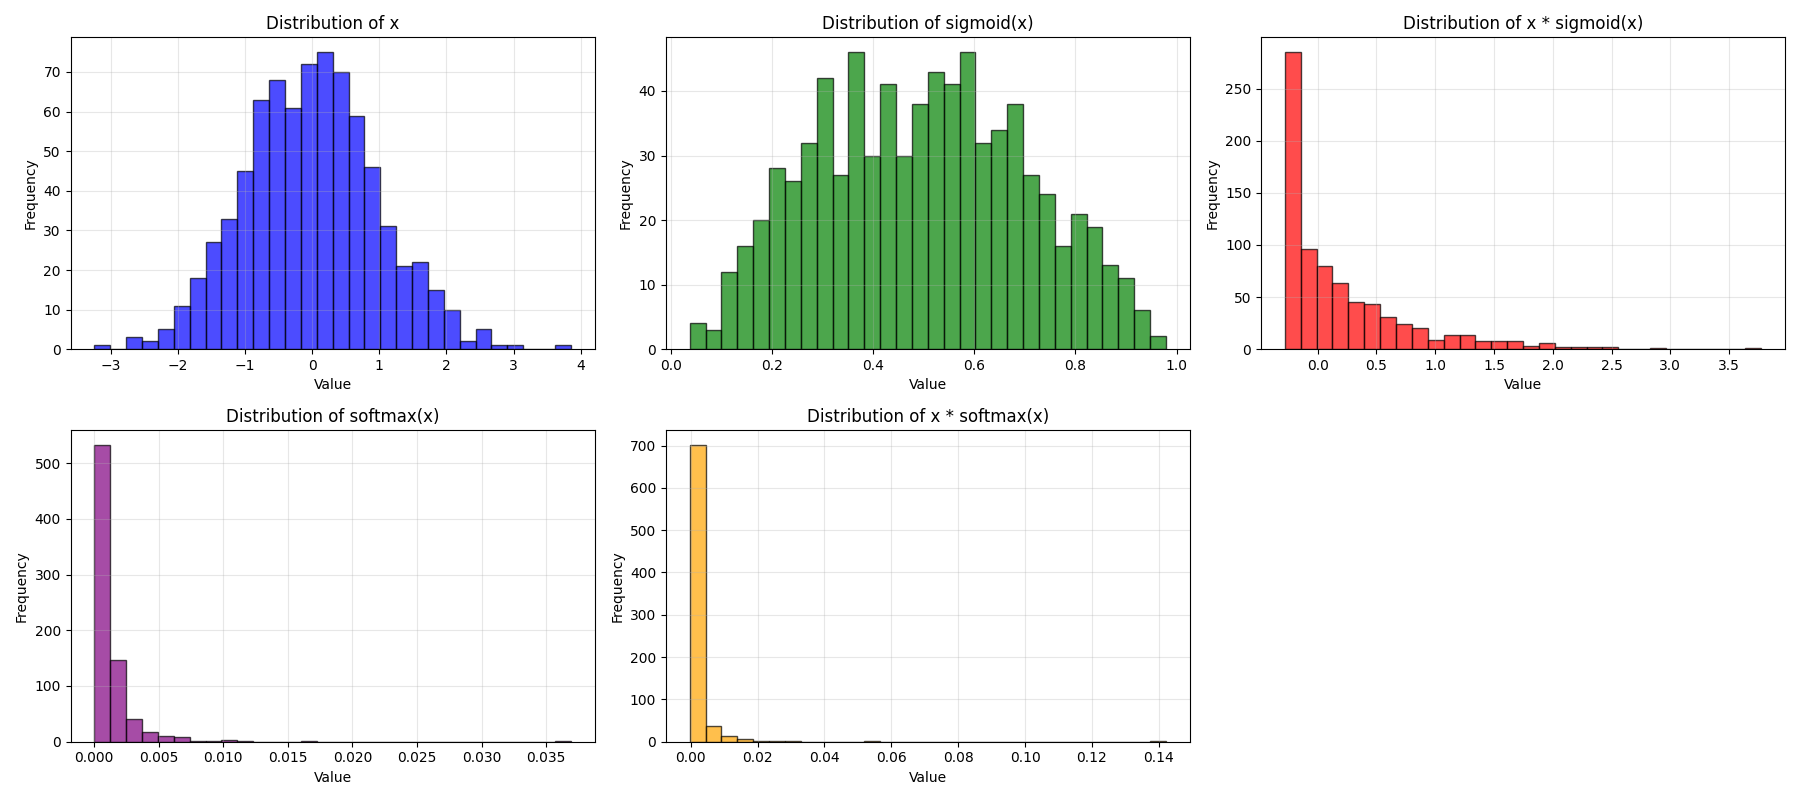 Distribution of x
Frequency
70
60
50
40
30
20
10
0
−3 −2 −1 0 1 2 3 4
Value
Distribution of sigmoid(x)
Frequency
40
30
20
10
0
0.0 0.2 0.4 0.6 0.8 1.0
Value
Distribution of x * sigmoid(x)
Frequency
250
200
150
100
50
0
0.0 0.5 1.0 1.5 2.0 2.5 3.0 3.5
Value
Distribution of softmax(x)
Frequency
500
400
300
200
100
0
0.000 0.005 0.010 0.015 0.020 0.025 0.030 0.035
Value
Distribution of x * softmax(x)
Frequency
700
600
500
400
300
200
100
0
0.00 0.02 0.04 0.06 0.08 0.10 0.12 0.14
Value